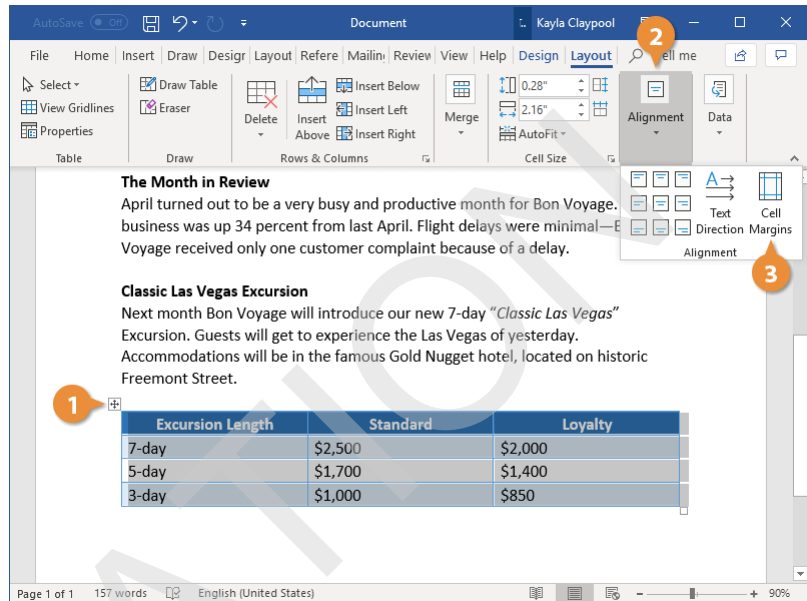 AutoSave Off Document Kayla Claypool
File Home Insert Draw Desigr Layout Refere Mailin Review View Help Design Layout ell me
2
Select
View Gridlines
Properties
Table
Draw Table
Eraser
Draw
Delete
Insert
Above
Insert Below
Insert Left
Insert Right
Rows & Columns
Merge
0.28"
2.16"
AutoFit
Cell Size
Alignment
Data
Text
Direction
Cell
Margins
Alignment
3
The Month in Review
April turned out to be a very busy and productive month for Bon Voyage.
business was up 34 percent from last April. Flight delays were minimal—
Voyage received only one customer complaint because of a delay.
Classic Las Vegas Excursion
Next month Bon Voyage will introduce our new 7-day “Classic Las Vegas”
Excursion. Guests will get to experience the Las Vegas of yesterday.
Accommodations will be in the famous Gold Nugget hotel, located on historic
Freemont Street.
1
Excursion Length Standard Loyalty
7-day $2,500 $2,000
5-day $1,700 $1,400
3-day $1,000 $850
Page 1 of 1 157 words English (United States) 90%